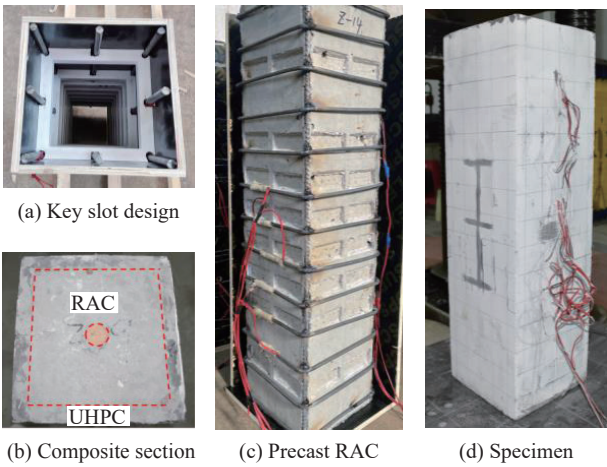 Z-14
(a) Key slot design
RAC
UHPC
(b) Composite section
(c) Precast RAC
(d) Specimen